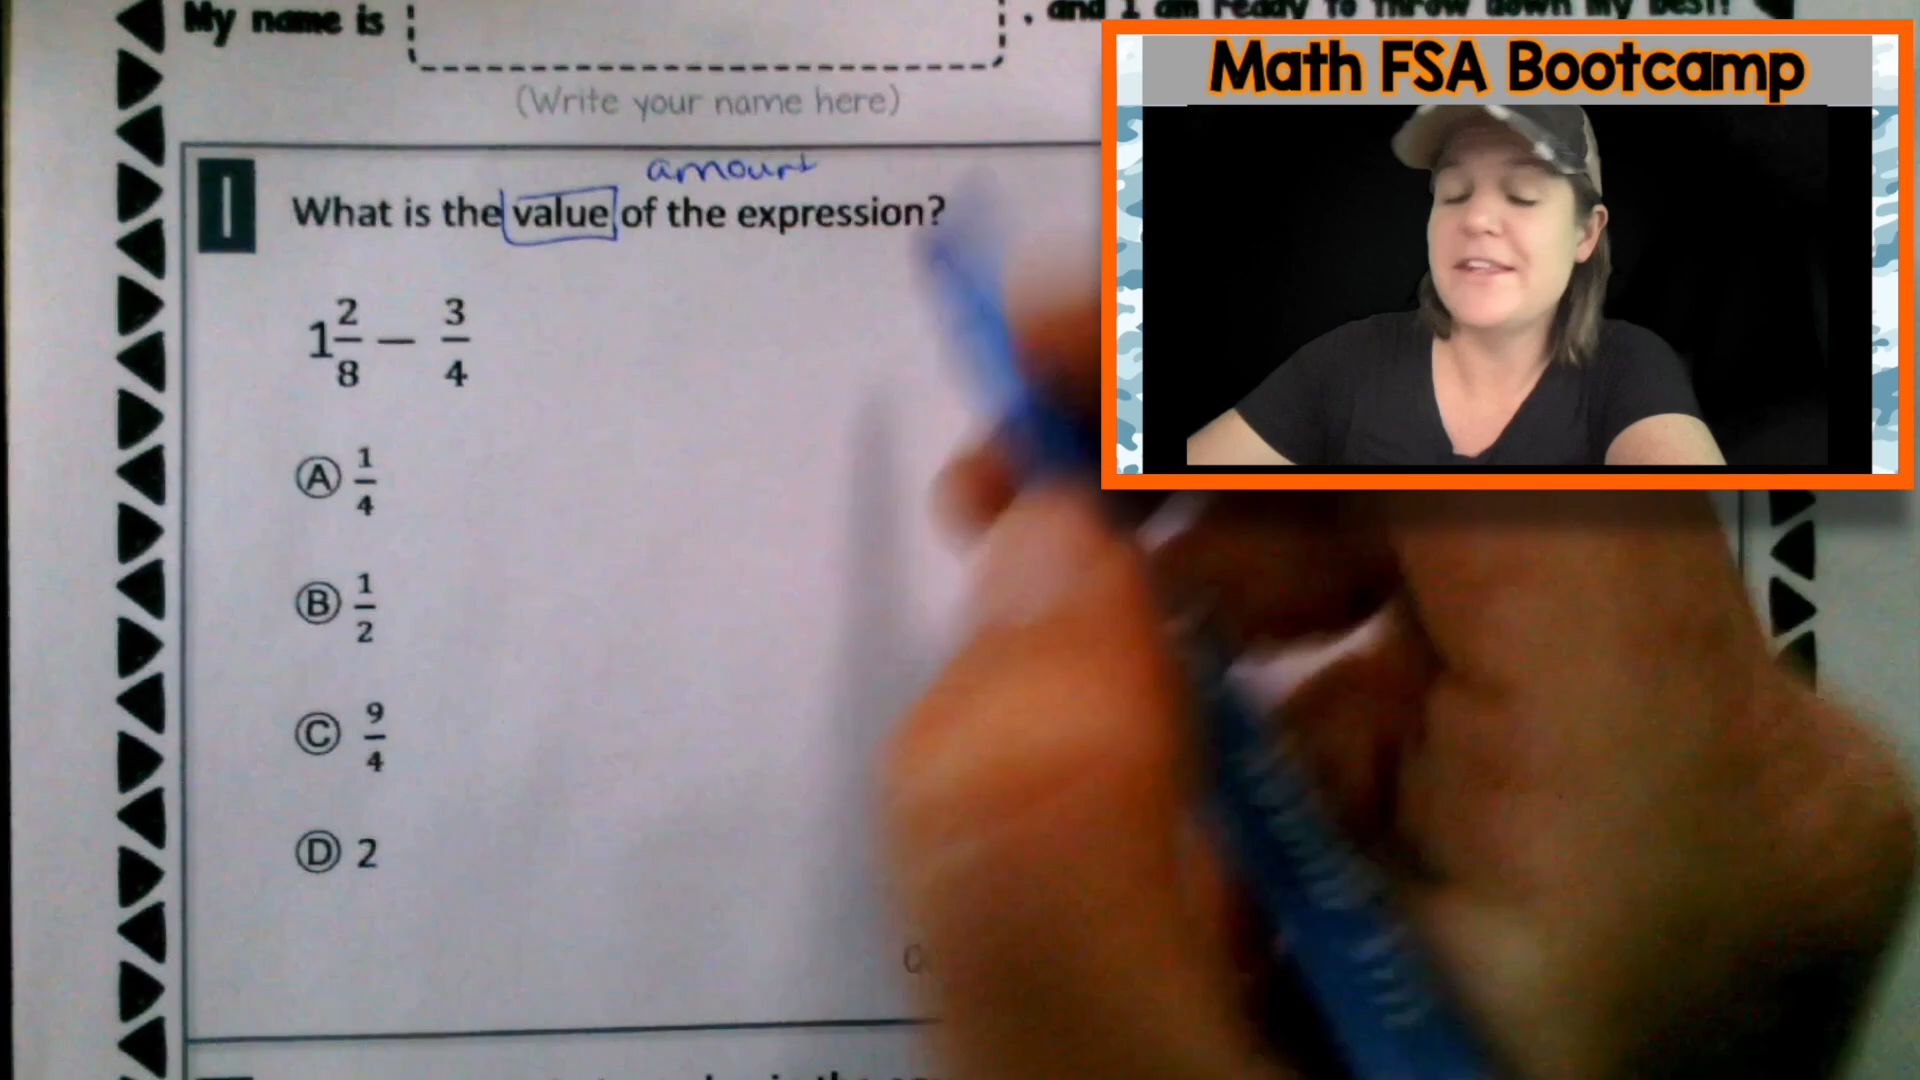 My name is , and I am ready to throw down my best!
(Write your name here)
Math FSA Bootcamp
amount
1 What is the value of the expression?
1 2/8 − 3/4
Ⓐ 1/4
Ⓑ 1/2
Ⓒ 9/4
Ⓓ 2